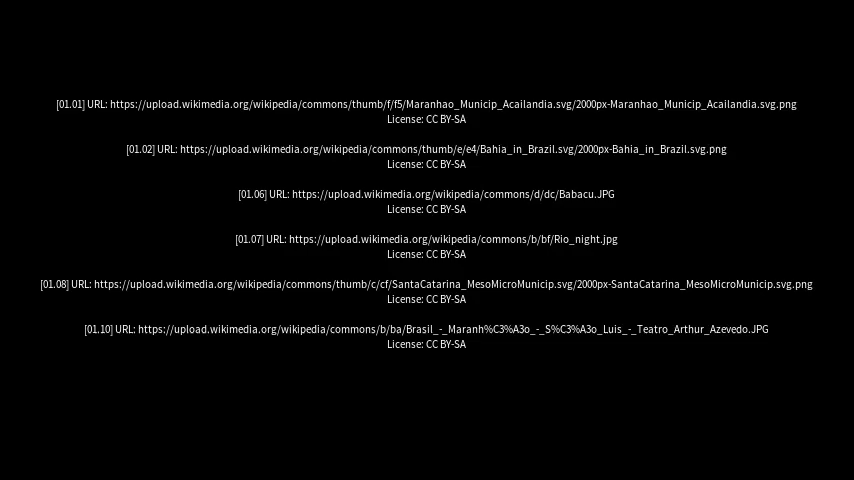 [01.01] URL: https://upload.wikimedia.org/wikipedia/commons/thumb/f/f5/Maranhao_Municip_Acailandia.svg/2000px-Maranhao_Municip_Acailandia.svg.png
License: CC BY-SA
[01.02] URL: https://upload.wikimedia.org/wikipedia/commons/thumb/e/e4/Bahia_in_Brazil.svg/2000px-Bahia_in_Brazil.svg.png
License: CC BY-SA
[01.06] URL: https://upload.wikimedia.org/wikipedia/commons/d/dc/Babacu.JPG
License: CC BY-SA
[01.07] URL: https://upload.wikimedia.org/wikipedia/commons/b/bf/Rio_night.jpg
License: CC BY-SA
[01.08] URL: https://upload.wikimedia.org/wikipedia/commons/thumb/c/cf/SantaCatarina_MesoMicroMunicip.svg/2000px-SantaCatarina_MesoMicroMunicip.svg.png
License: CC BY-SA
[01.10] URL: https://upload.wikimedia.org/wikipedia/commons/b/ba/Brasil_-_Maranh%C3%A3o_-_S%C3%A3o_Luis_-_Teatro_Arthur_Azevedo.JPG
License: CC BY-SA